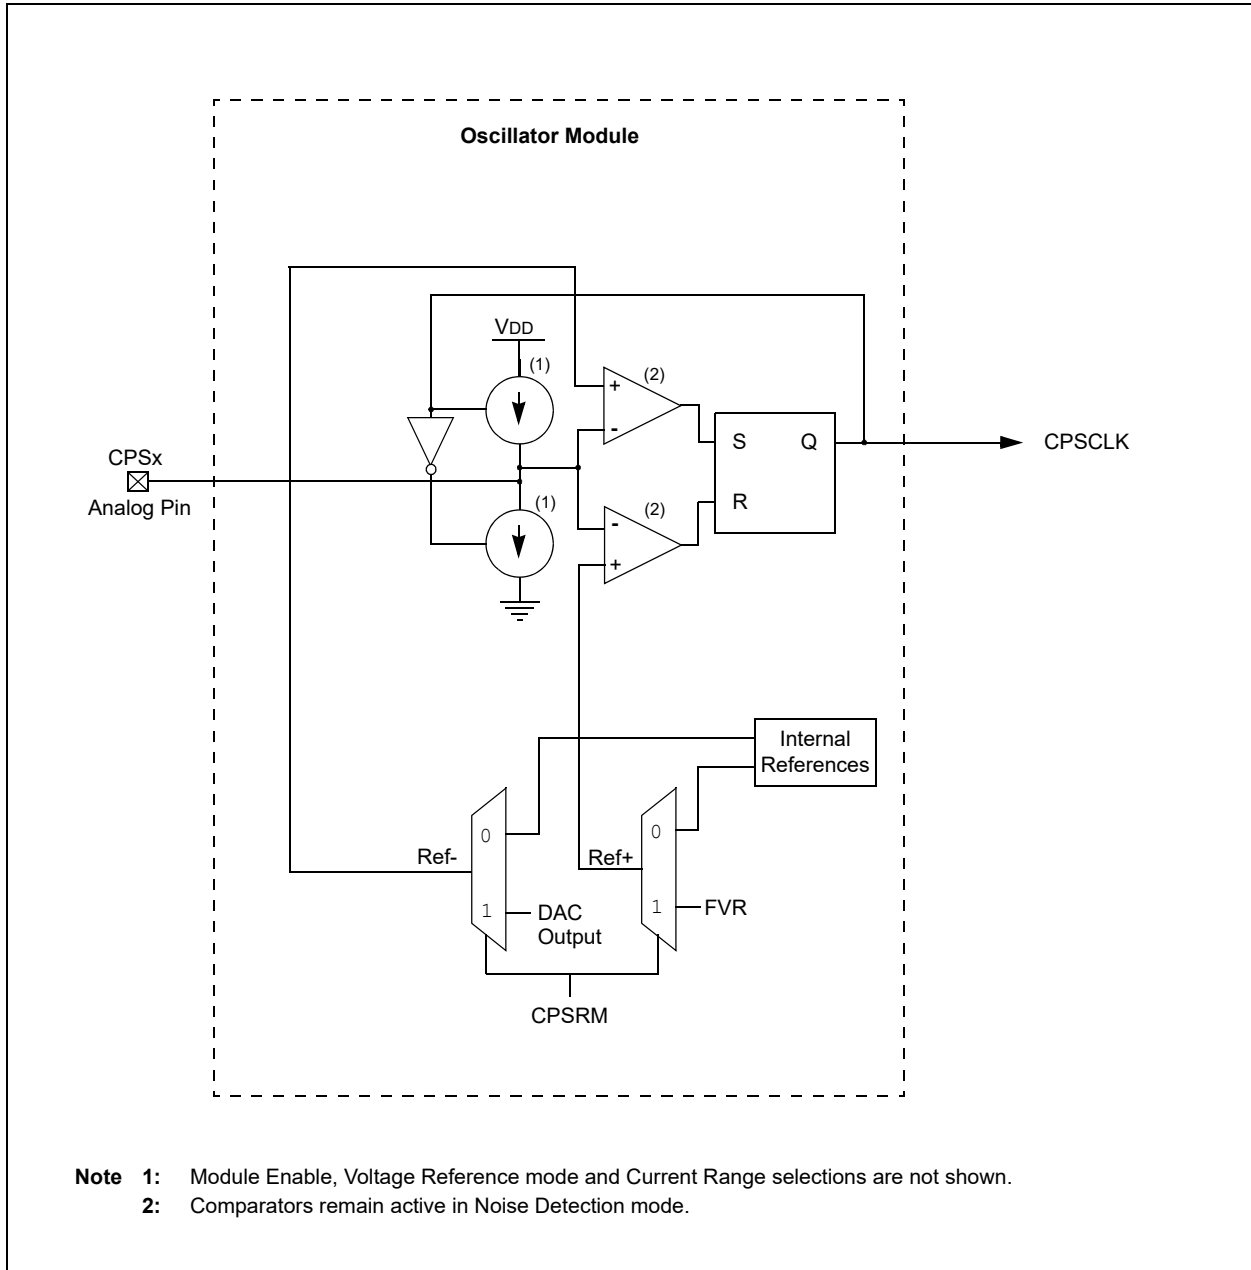 Oscillator Module
VDD
(1)
(2)
+
-
S Q
R
CPSCLK
CPSx
Analog Pin
(1)
(2)
-
+
Internal
References
0
Ref-
1
DAC
Output
0
Ref+
1
FVR
CPSRM
Note 1: Module Enable, Voltage Reference mode and Current Range selections are not shown.
2: Comparators remain active in Noise Detection mode.